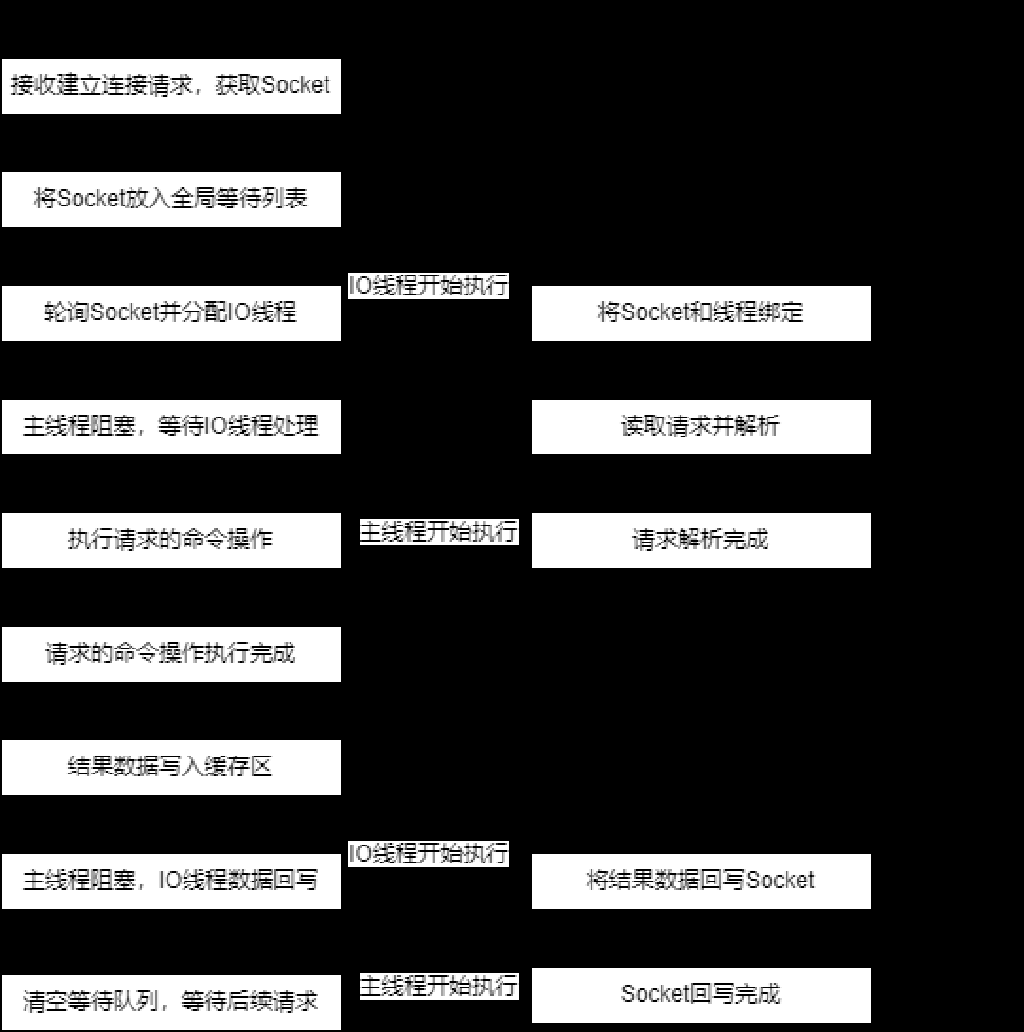 接收建立连接请求，获取Socket
将Socket放入全局等待列表
IO线程开始执行
轮询Socket并分配IO线程
将Socket和线程绑定
主线程阻塞，等待IO线程处理
读取请求并解析
执行请求的命令操作
主线程开始执行
请求解析完成
请求的命令操作执行完成
结果数据写入缓存区
IO线程开始执行
主线程阻塞，IO线程数据回写
将结果数据回写Socket
清空等待队列，等待后续请求
主线程开始执行
Socket回写完成